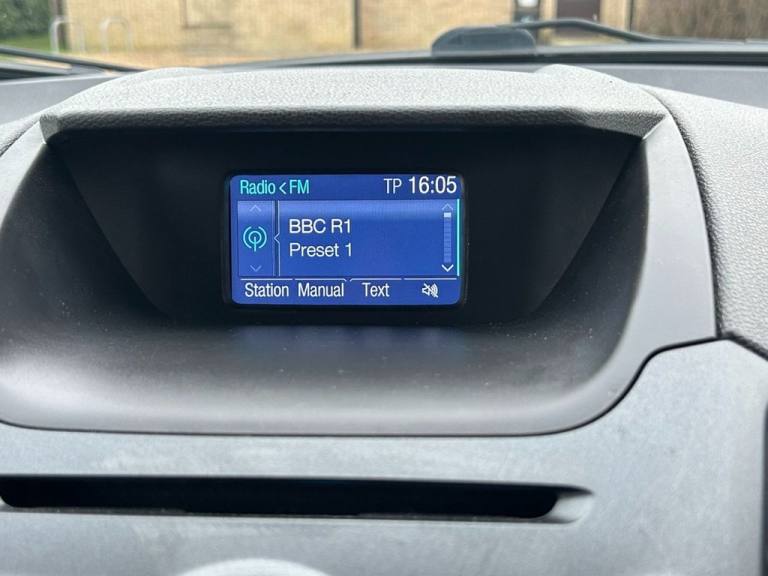 Radio < FM TP 16:05
BBC R1
Preset 1
Station Manual Text